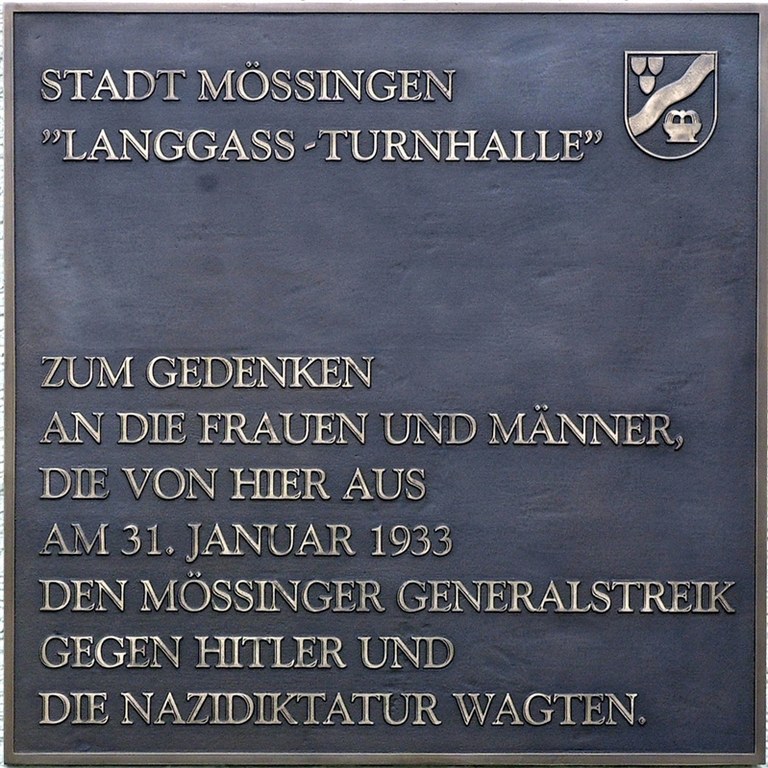 STADT MÖSSINGEN
”LANGGASS-TURNHALLE”
ZUM GEDENKEN
AN DIE FRAUEN UND MÄNNER,
DIE VON HIER AUS
AM 31. JANUAR 1933
DEN MÖSSINGER GENERALSTREIK
GEGEN HITLER UND
DIE NAZIDIKTATUR WAGTEN.